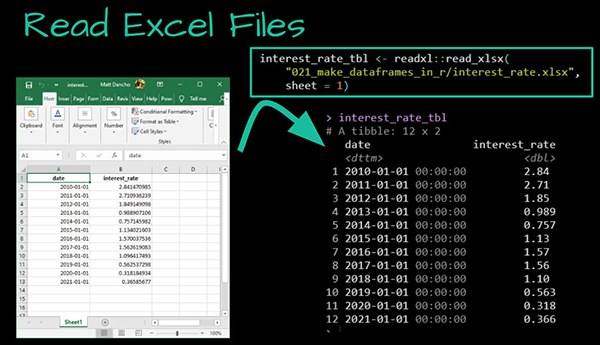 Read Excel Files
interest_rate_tbl <- readxl::read_xlsx(
"021_make_dataframes_in_r/interest_rate.xlsx",
sheet = 1)
interest... Matt Dancho
File Home Insert Draw Page Form Data Revie View Devel Help Power Tell me
Clipboard Font Alignment Number Conditional Formatting Cells Editing
Format as Table
Cell Styles
Styles
A1 date
A B C D E
1 date interest_rate
2 2010-01-01 2.841470985
3 2011-01-01 2.710936239
4 2012-01-01 1.849149098
5 2013-01-01 0.988907106
6 2014-01-01 0.757145982
7 2015-01-01 1.134021603
8 2016-01-01 1.570037536
9 2017-01-01 1.562619083
10 2018-01-01 1.096417493
11 2019-01-01 0.562537298
12 2020-01-01 0.318184934
13 2021-01-01 0.36585677
Sheet1
100%
> interest_rate_tbl
# A tibble: 12 x 2
date interest_rate
<dttm> <dbl>
1 2010-01-01 00:00:00 2.84
2 2011-01-01 00:00:00 2.71
3 2012-01-01 00:00:00 1.85
4 2013-01-01 00:00:00 0.989
5 2014-01-01 00:00:00 0.757
6 2015-01-01 00:00:00 1.13
7 2016-01-01 00:00:00 1.57
8 2017-01-01 00:00:00 1.56
9 2018-01-01 00:00:00 1.10
10 2019-01-01 00:00:00 0.563
11 2020-01-01 00:00:00 0.318
12 2021-01-01 00:00:00 0.366